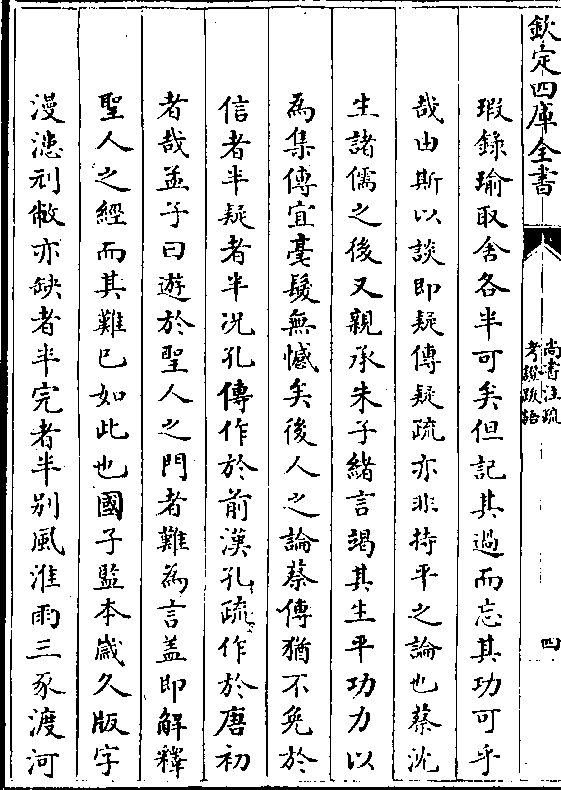 欽定四庫全書
尚書注疏
考證跋語
四
瑕錄瑜取舍各半可矣但記其過而忘其功可乎
哉由斯以談即疑傳疑疏亦非持平之論也蔡沈
生諸儒之後又親承朱子緒言竭其生平功力以
為集傳宜毫髮無憾矣後人之論蔡傳猶不免於
信者半疑者半況孔傳作於前漢孔疏作於唐初
者哉孟子曰遊於聖人之門者難為言蓋即解釋
聖人之經而其難已如此也國子監本歲久版字
漫漶刓敝亦缺者半完者半别風淮雨三豕渡河